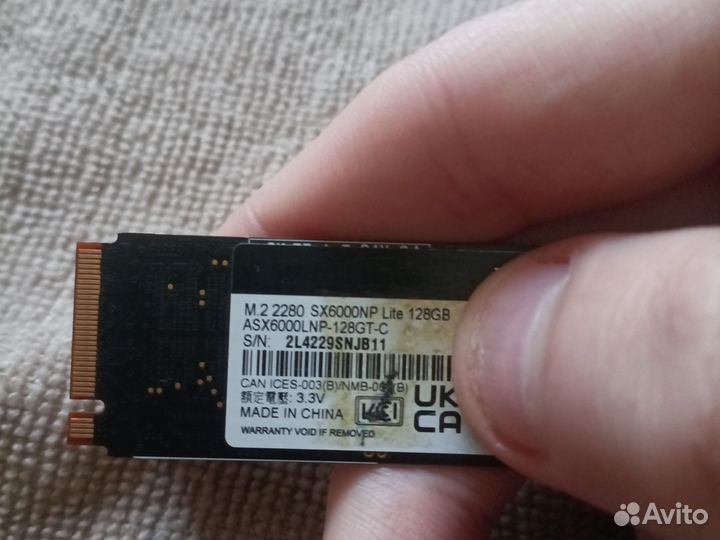 M.2 2280 SX6000NP Lite 128GB
ASX6000LNP-128GT-C
S/N: 2L4229SNJB11
CAN ICES-003(B)/NMB-003(B)
額定電壓: 3.3V
MADE IN CHINA
WARRANTY VOID IF REMOVED
UK
CA
Avito